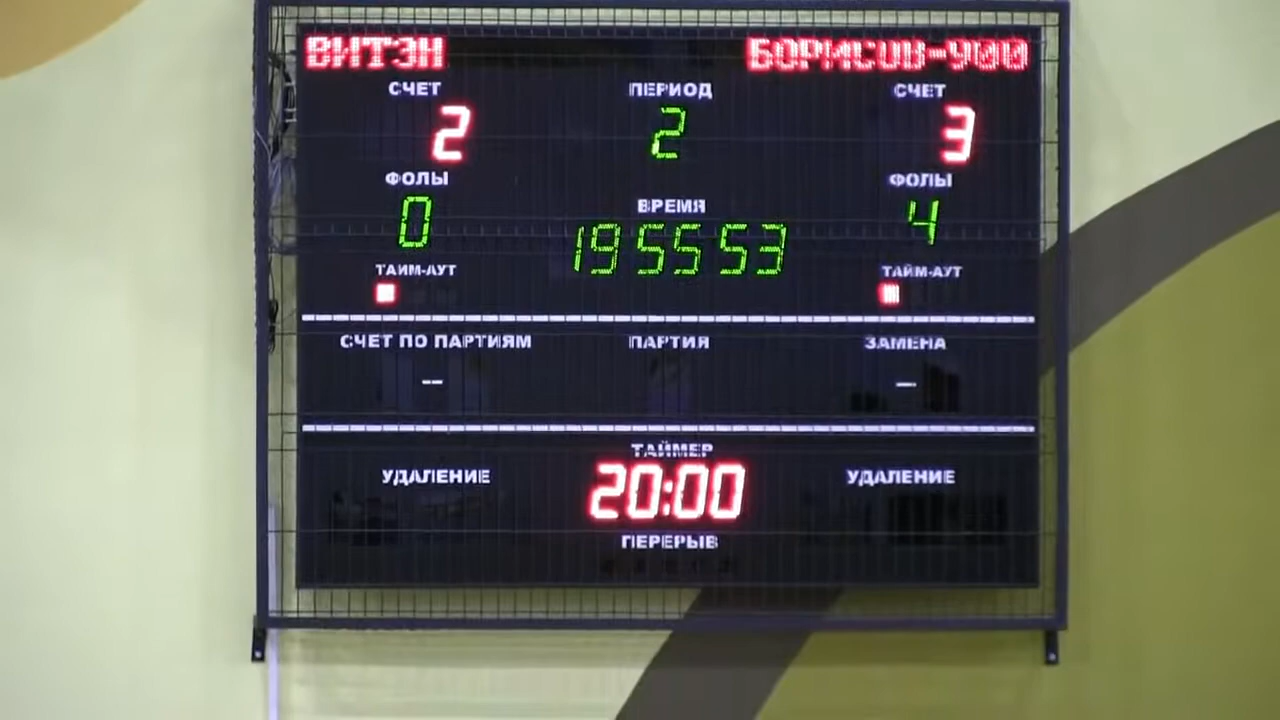 ВИТЭН БОРИСОВ-900
СЧЕТ ПЕРИОД СЧЕТ
2 2 3
ФОЛЫ ВРЕМЯ ФОЛЫ
0 19 55 53 4
ТАЙМ-АУТ ТАЙМ-АУТ
СЧЕТ ПО ПАРТИЯМ ПАРТИЯ ЗАМЕНА
-- --
ТАЙМЕР
УДАЛЕНИЕ 20:00 УДАЛЕНИЕ
ПЕРЕРЫВ